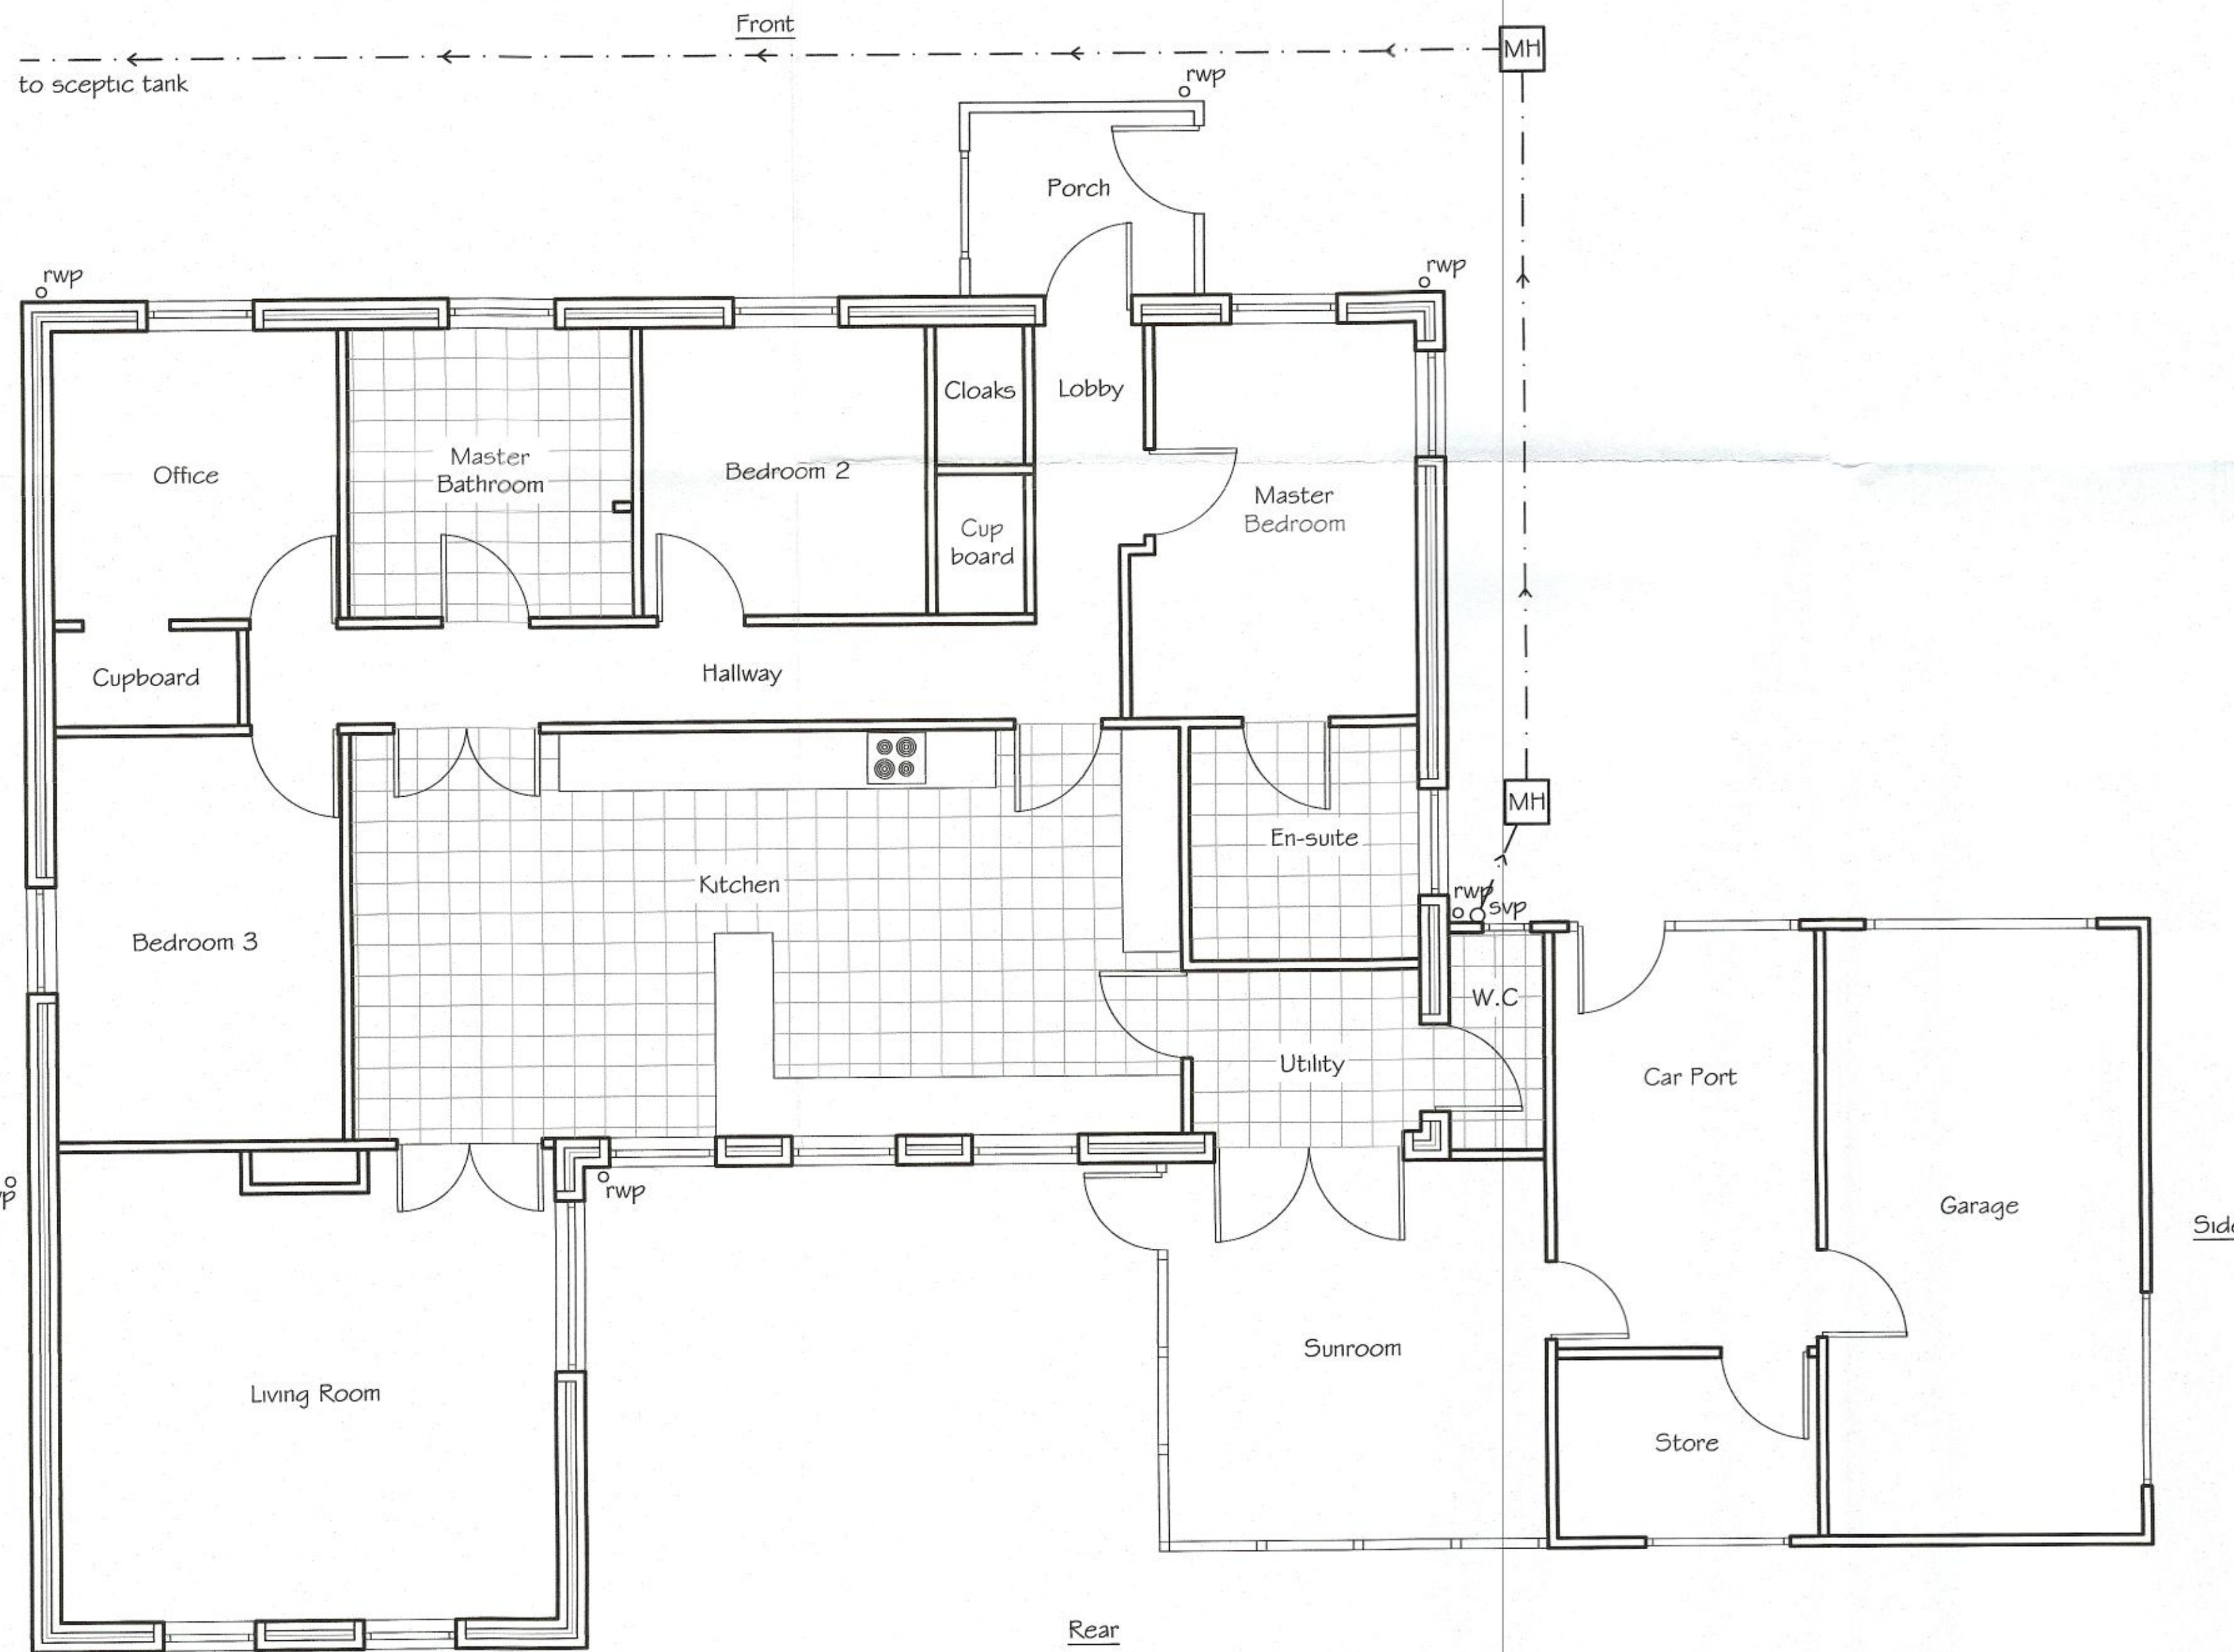 Front
MH
to sceptic tank
rwp
Porch
rwp
rwp
Cloaks
Lobby
Office
Master
Bathroom
Bedroom 2
Master
Bedroom
Cup
board
Cupboard
Hallway
MH
En-suite
Kitchen
rwp
svp
Bedroom 3
W.C
Utility
Car Port
rwp
Garage
Sunroom
Living Room
Store
Rear